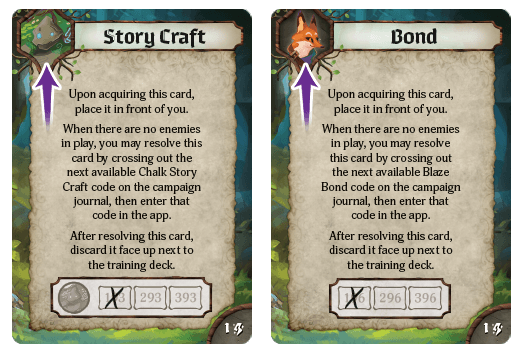 Story Craft
Upon acquiring this card,
place it in front of you.
When there are no enemies
in play, you may resolve this
card by crossing out the
next available Chalk Story
Craft code on the campaign
journal, then enter that
code in the app.
After resolving this card,
discard it face up next to
the training deck.
293 393
Bond
Upon acquiring this card,
place it in front of you.
When there are no enemies
in play, you may resolve
this card by crossing out
the next available Blaze
Bond code on the campaign
journal, then enter that
code in the app.
After resolving this card,
discard it face up next to
the training deck.
296 396